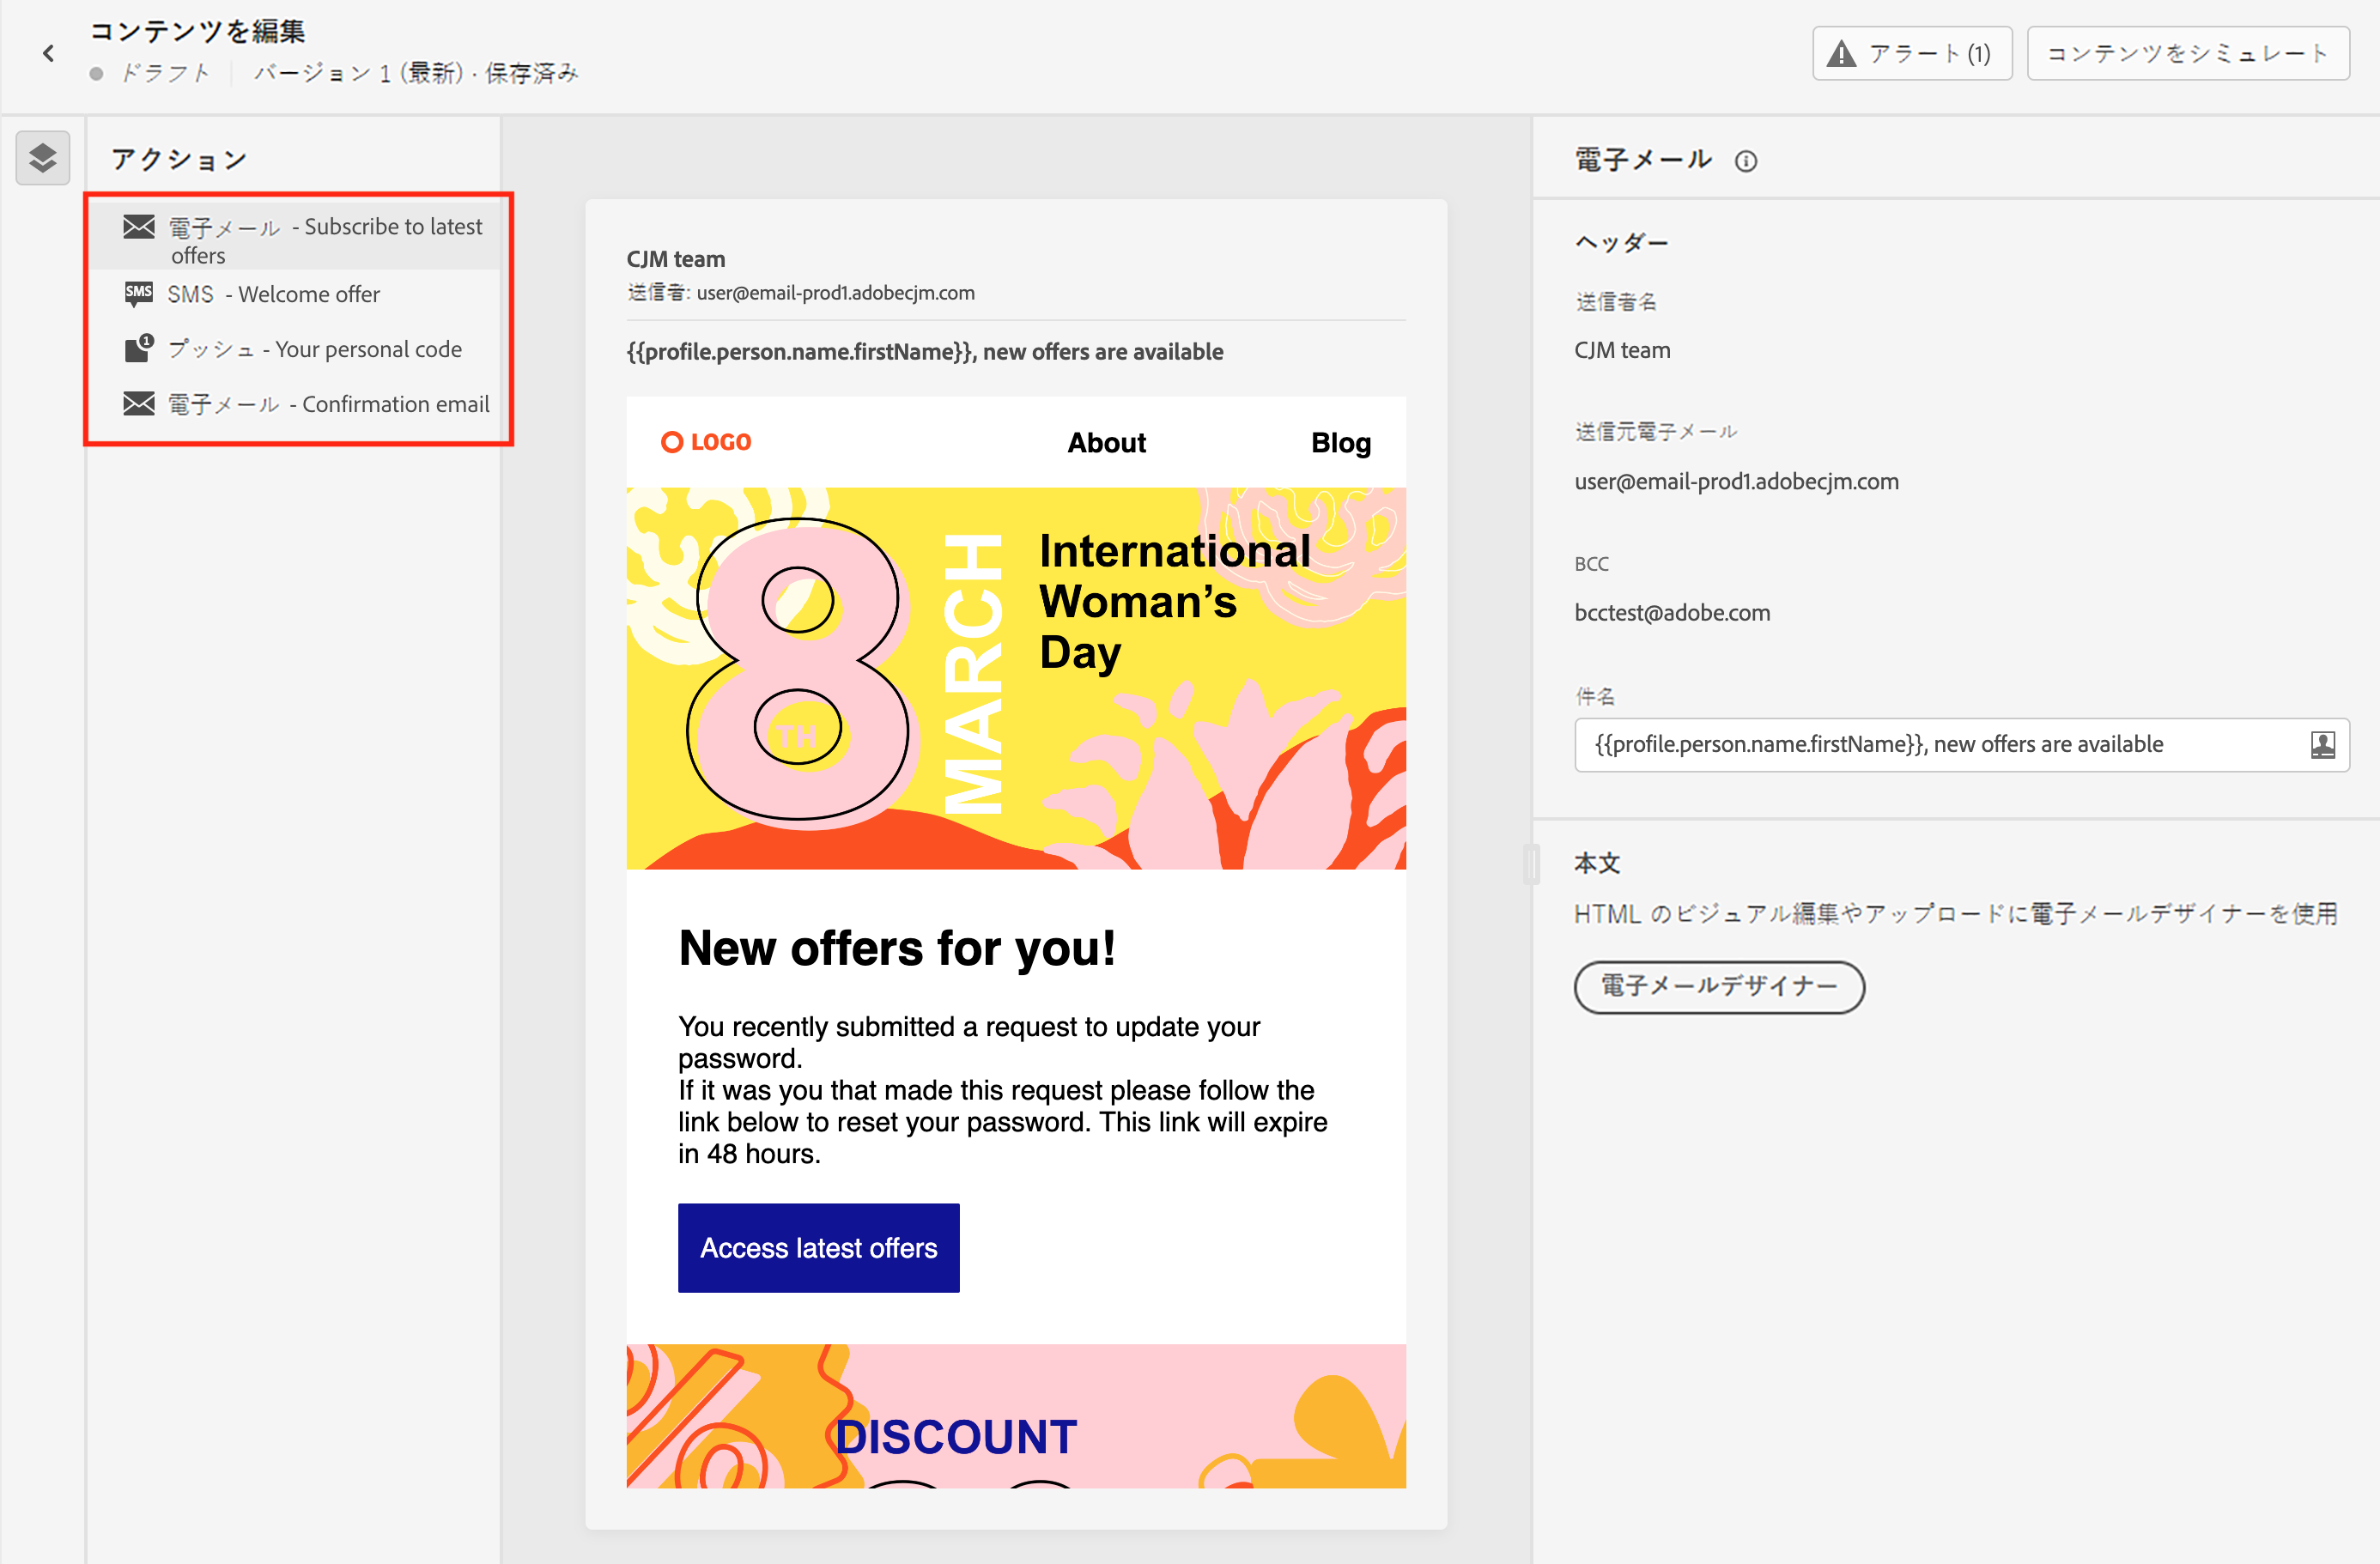 コンテンツを編集
ドラフト
バージョン 1 (最新) · 保存済み
アラート (1)
コンテンツをシミュレート
アクション
電子メール - Subscribe to latest
offers
SMS
SMS - Welcome offer
1
プッシュ - Your personal code
電子メール - Confirmation email
CJM team
送信者: user@email-prod1.adobecjm.com
{{profile.person.name.firstName}}, new offers are available
LOGO
About
Blog
8
TH
MARCH
International
Woman’s
Day
New offers for you!
You recently submitted a request to update your
password.
If it was you that made this request please follow the
link below to reset your password. This link will expire
in 48 hours.
Access latest offers
%
DISCOUNT
電子メール
ヘッダー
送信者名
CJM team
送信元電子メール
user@email-prod1.adobecjm.com
BCC
bcctest@adobe.com
件名
{{profile.person.name.firstName}}, new offers are available
本文
HTML のビジュアル編集やアップロードに電子メールデザイナーを使用
電子メールデザイナー